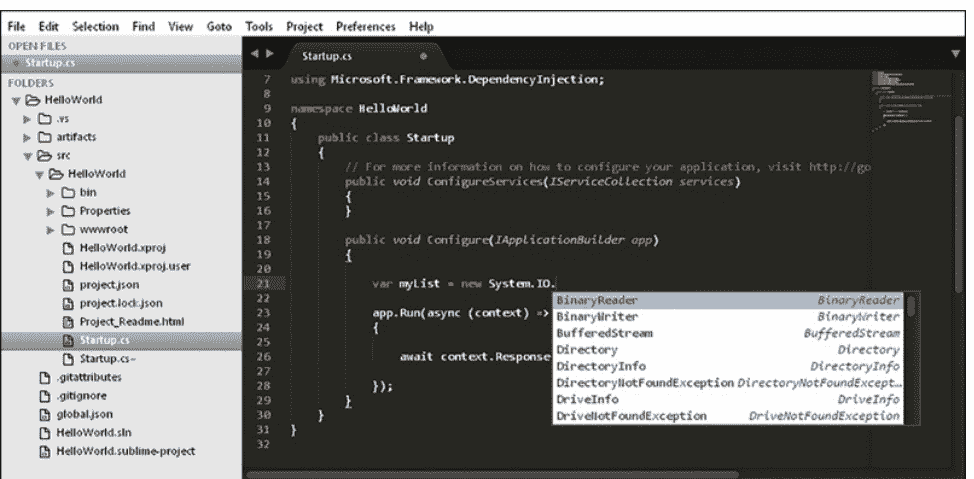 File Edit Selection Find View Goto Tools Project Preferences Help
OPEN FILES
Startup.cs
FOLDERS
HelloWorld
.vs
artifacts
src
HelloWorld
bin
Properties
wwwroot
HelloWorld.xproj
HelloWorld.xproj.user
project.json
project.lock.json
Project_Readme.html
Startup.cs
Startup.cs~
.gitattributes
.gitignore
global.json
HelloWorld.sln
HelloWorld.sublime-project
Startup.cs
7 using Microsoft.Framework.DependencyInjection;
8
9 namespace HelloWorld
10 {
11 public class Startup
12 {
13 // For more information on how to configure your application, visit http://go
14 public void ConfigureServices(IServiceCollection services)
15 {
16 }
17
18 public void Configure(IApplicationBuilder app)
19 {
20
21 var myList = new System.IO.
22
23 app.Run(async (context) =>
24 {
25
26 await context.Response
27
28 });
29 }
30 }
31 }
32
BinaryReader BinaryReader
BinaryWriter BinaryWriter
BufferedStream BufferedStream
Directory Directory
DirectoryInfo DirectoryInfo
DirectoryNotFoundException DirectoryNotFoundExcept…
DriveInfo DriveInfo
DriveNotFoundException DriveNotFoundException